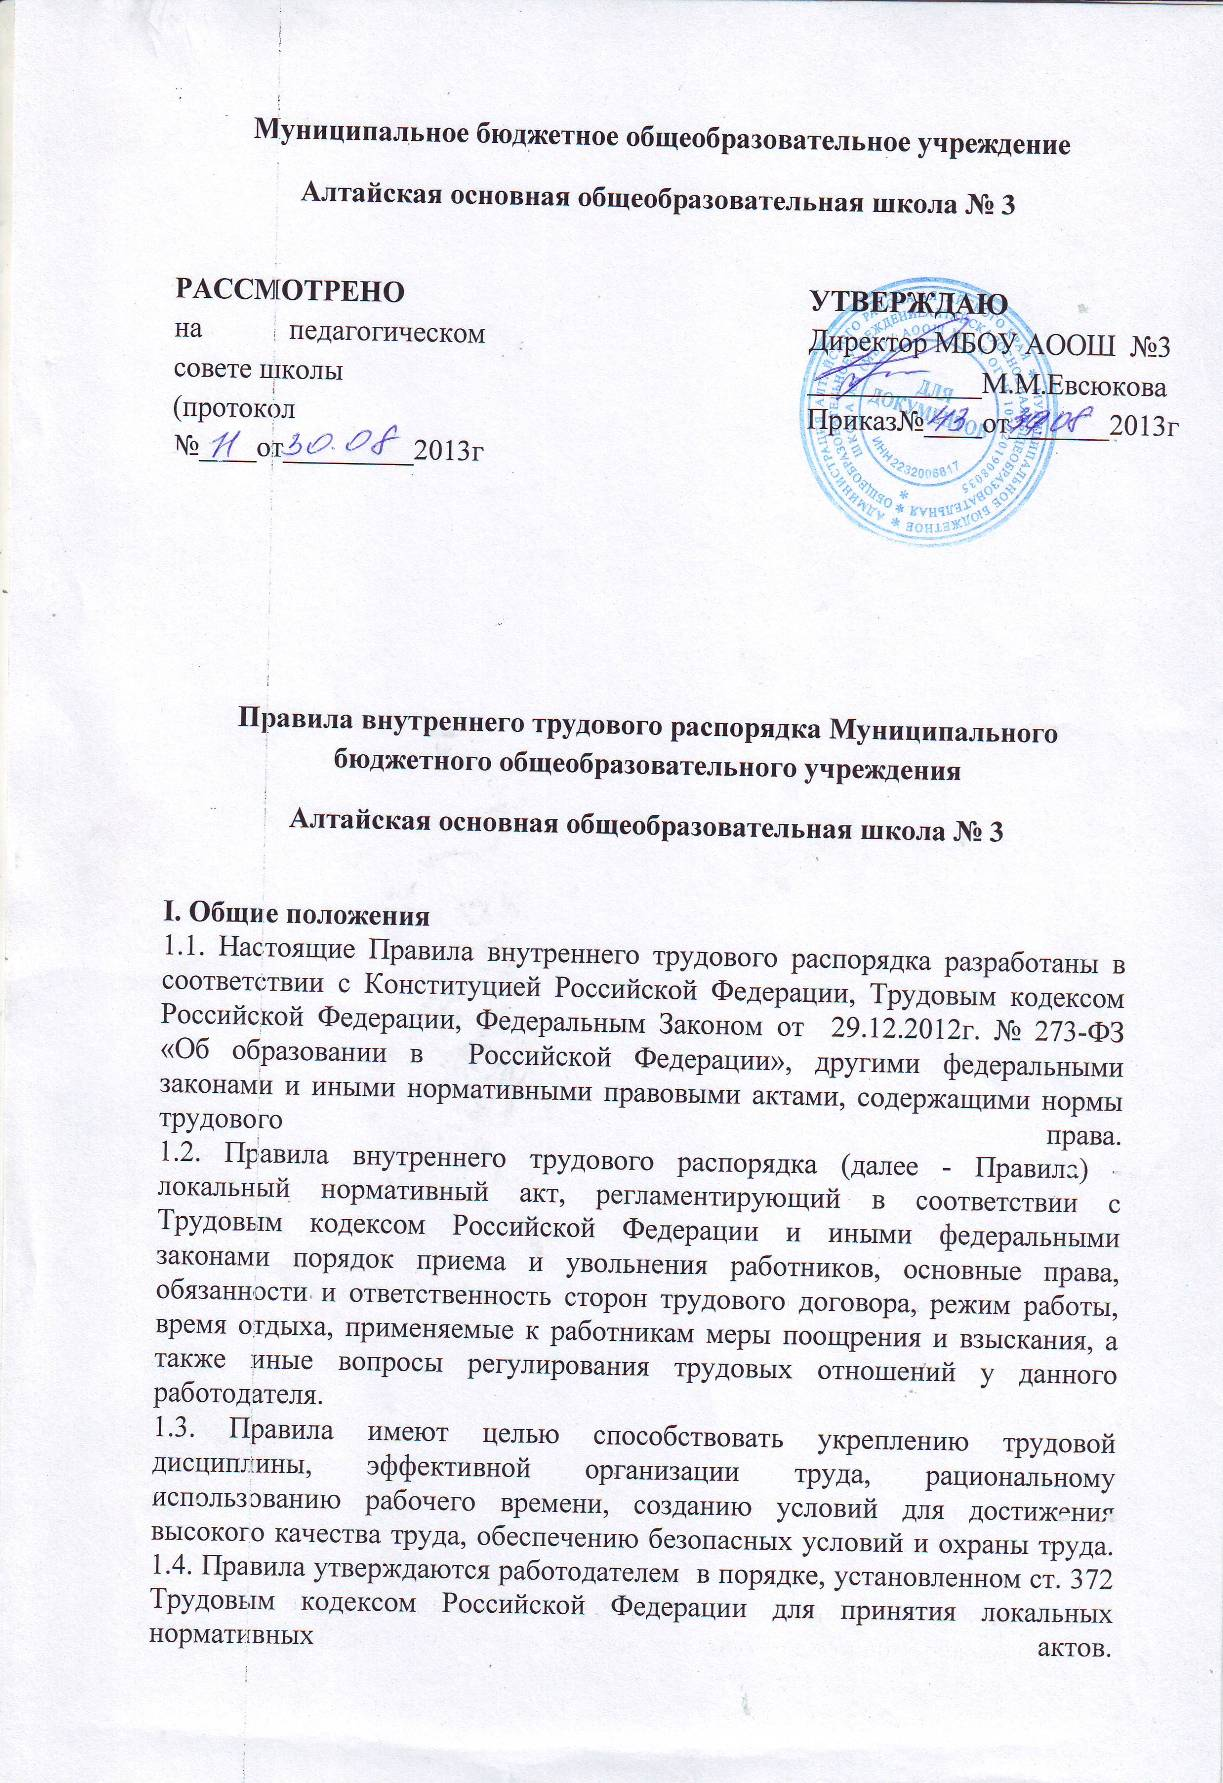 Муниципальное бюджетное общеобразовательное учреждение
Алтайская основная общеобразовательная школа № 3
РАССМОТРЕНО
на педагогическом
совете школы
(протокол
№ 11 от 30.08 2013г
УТВЕРЖДАЮ
Директор МБОУ АООШ №3
М.М.Евсюкова
Приказ№ 43 от 30.08 2013г
ДЛЯ
ДОКУМЕНТОВ
ИНН2232006817
Правила внутреннего трудового распорядка Муниципального
бюджетного общеобразовательного учреждения
Алтайская основная общеобразовательная школа № 3
I. Общие положения
1.1. Настоящие Правила внутреннего трудового распорядка разработаны в
соответствии с Конституцией Российской Федерации, Трудовым кодексом
Российской Федерации, Федеральным Законом от 29.12.2012г. № 273-ФЗ
«Об образовании в Российской Федерации», другими федеральными
законами и иными нормативными правовыми актами, содержащими нормы
трудового права.
1.2. Правила внутреннего трудового распорядка (далее - Правила) -
локальный нормативный акт, регламентирующий в соответствии с
Трудовым кодексом Российской Федерации и иными федеральными
законами порядок приема и увольнения работников, основные права,
обязанности и ответственность сторон трудового договора, режим работы,
время отдыха, применяемые к работникам меры поощрения и взыскания, а
также иные вопросы регулирования трудовых отношений у данного
работодателя.
1.3. Правила имеют целью способствовать укреплению трудовой
дисциплины, эффективной организации труда, рациональному
использованию рабочего времени, созданию условий для достижения
высокого качества труда, обеспечению безопасных условий и охраны труда.
1.4. Правила утверждаются работодателем в порядке, установленном ст. 372
Трудовым кодексом Российской Федерации для принятия локальных
нормативных актов.